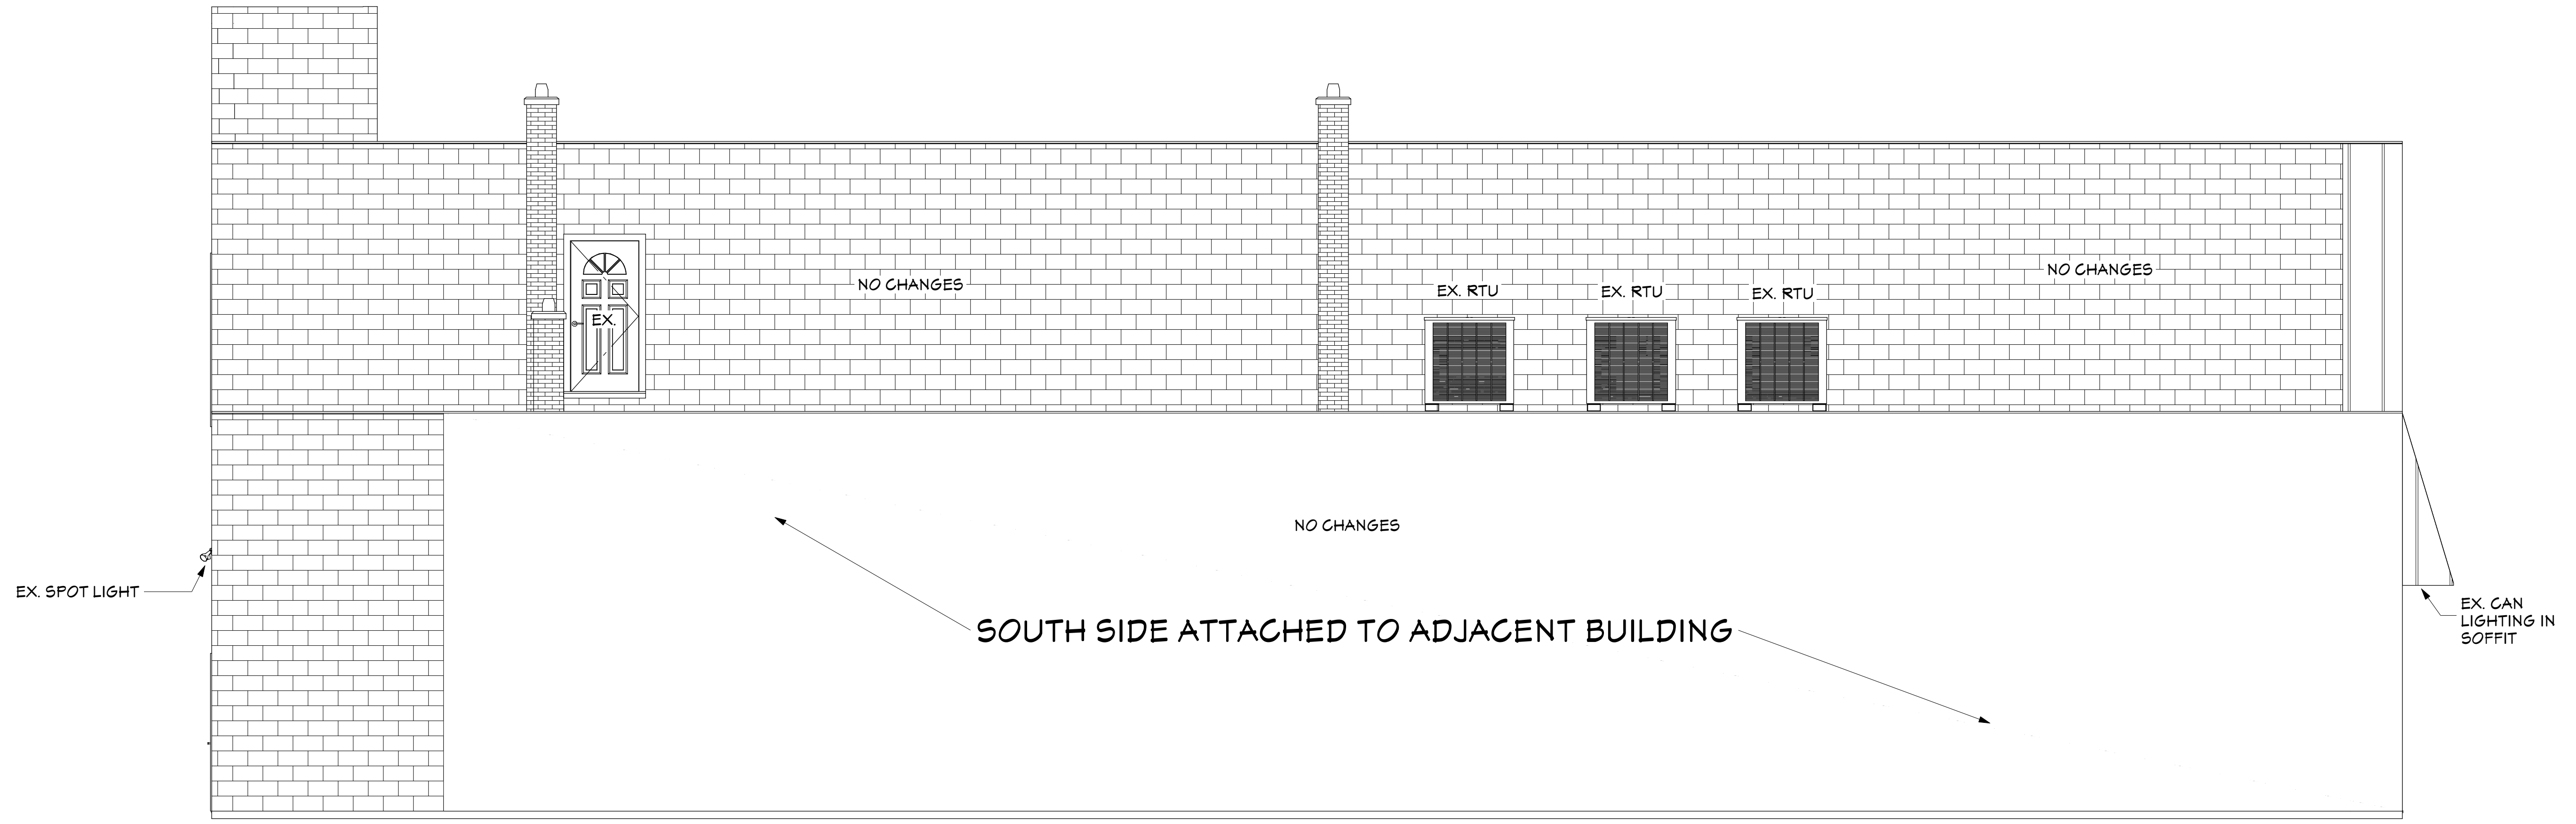 NO CHANGES
NO CHANGES
EX. RTU
EX. RTU
EX. RTU
EX.
NO CHANGES
EX. SPOT LIGHT
SOUTH SIDE ATTACHED TO ADJACENT BUILDING
EX. CAN
LIGHTING IN
SOFFIT